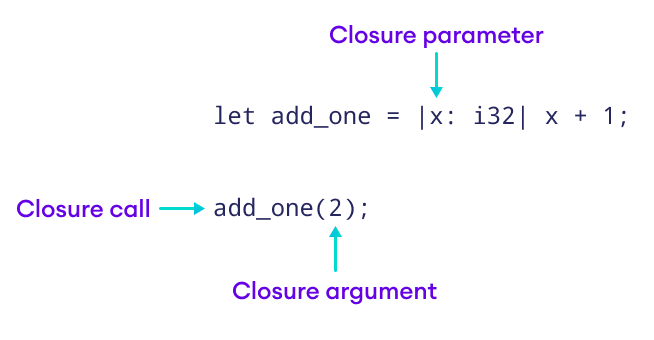 Closure parameter
let add_one = |x: i32| x + 1;
Closure call
add_one(2);
Closure argument